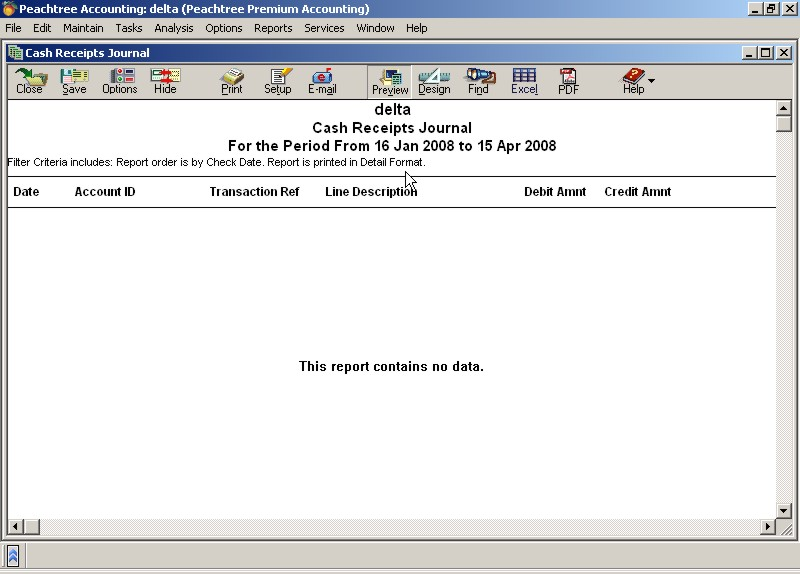 Peachtree Accounting: delta (Peachtree Premium Accounting)
File Edit Maintain Tasks Analysis Options Reports Services Window Help
Cash Receipts Journal
Close Save Options Hide Print Setup E-mail Preview Design Find Excel PDF Help
delta
Cash Receipts Journal
For the Period From 16 Jan 2008 to 15 Apr 2008
Filter Criteria includes: Report order is by Check Date. Report is printed in Detail Format.
Date Account ID Transaction Ref Line Description Debit Amnt Credit Amnt
This report contains no data.